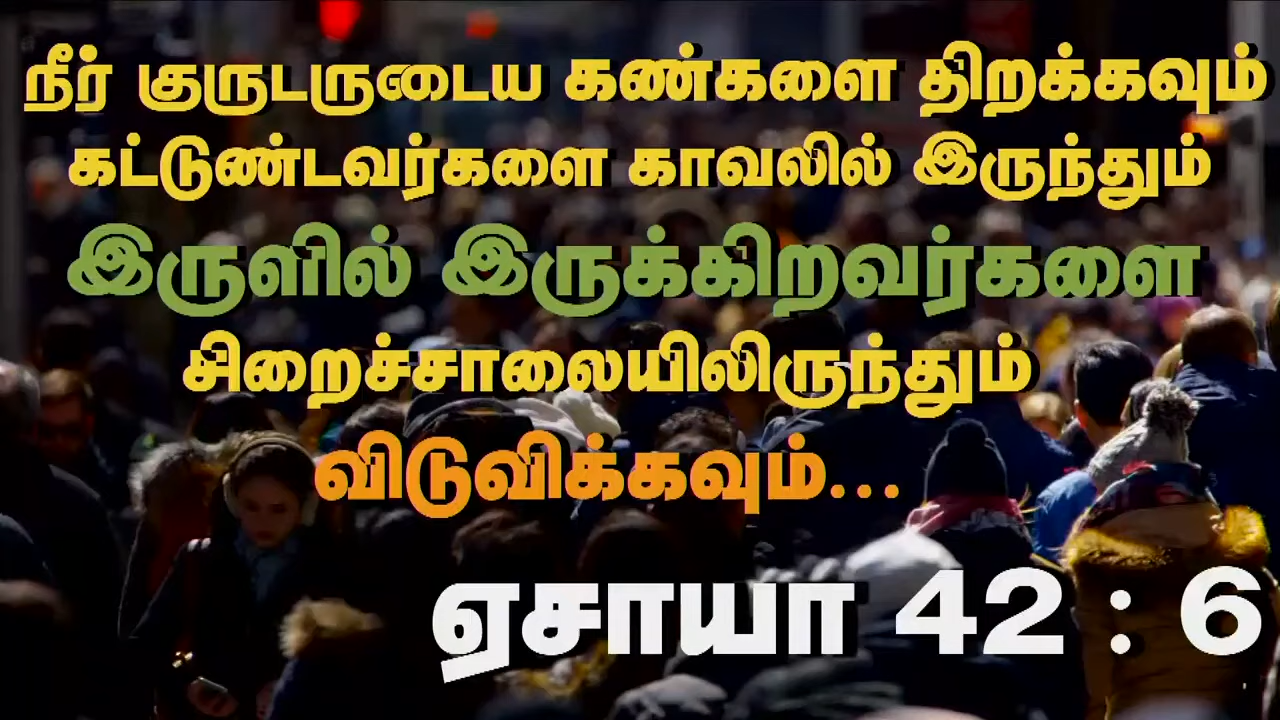 நீர் குருடருடைய கண்களை திறக்கவும்
கட்டுண்டவர்களை காவலில் இருந்தும்
இருளில் இருக்கிறவர்களை
சிறைச்சாலையிலிருந்தும்
விடுவிக்கவும்...
ஏசாயா 42 : 6